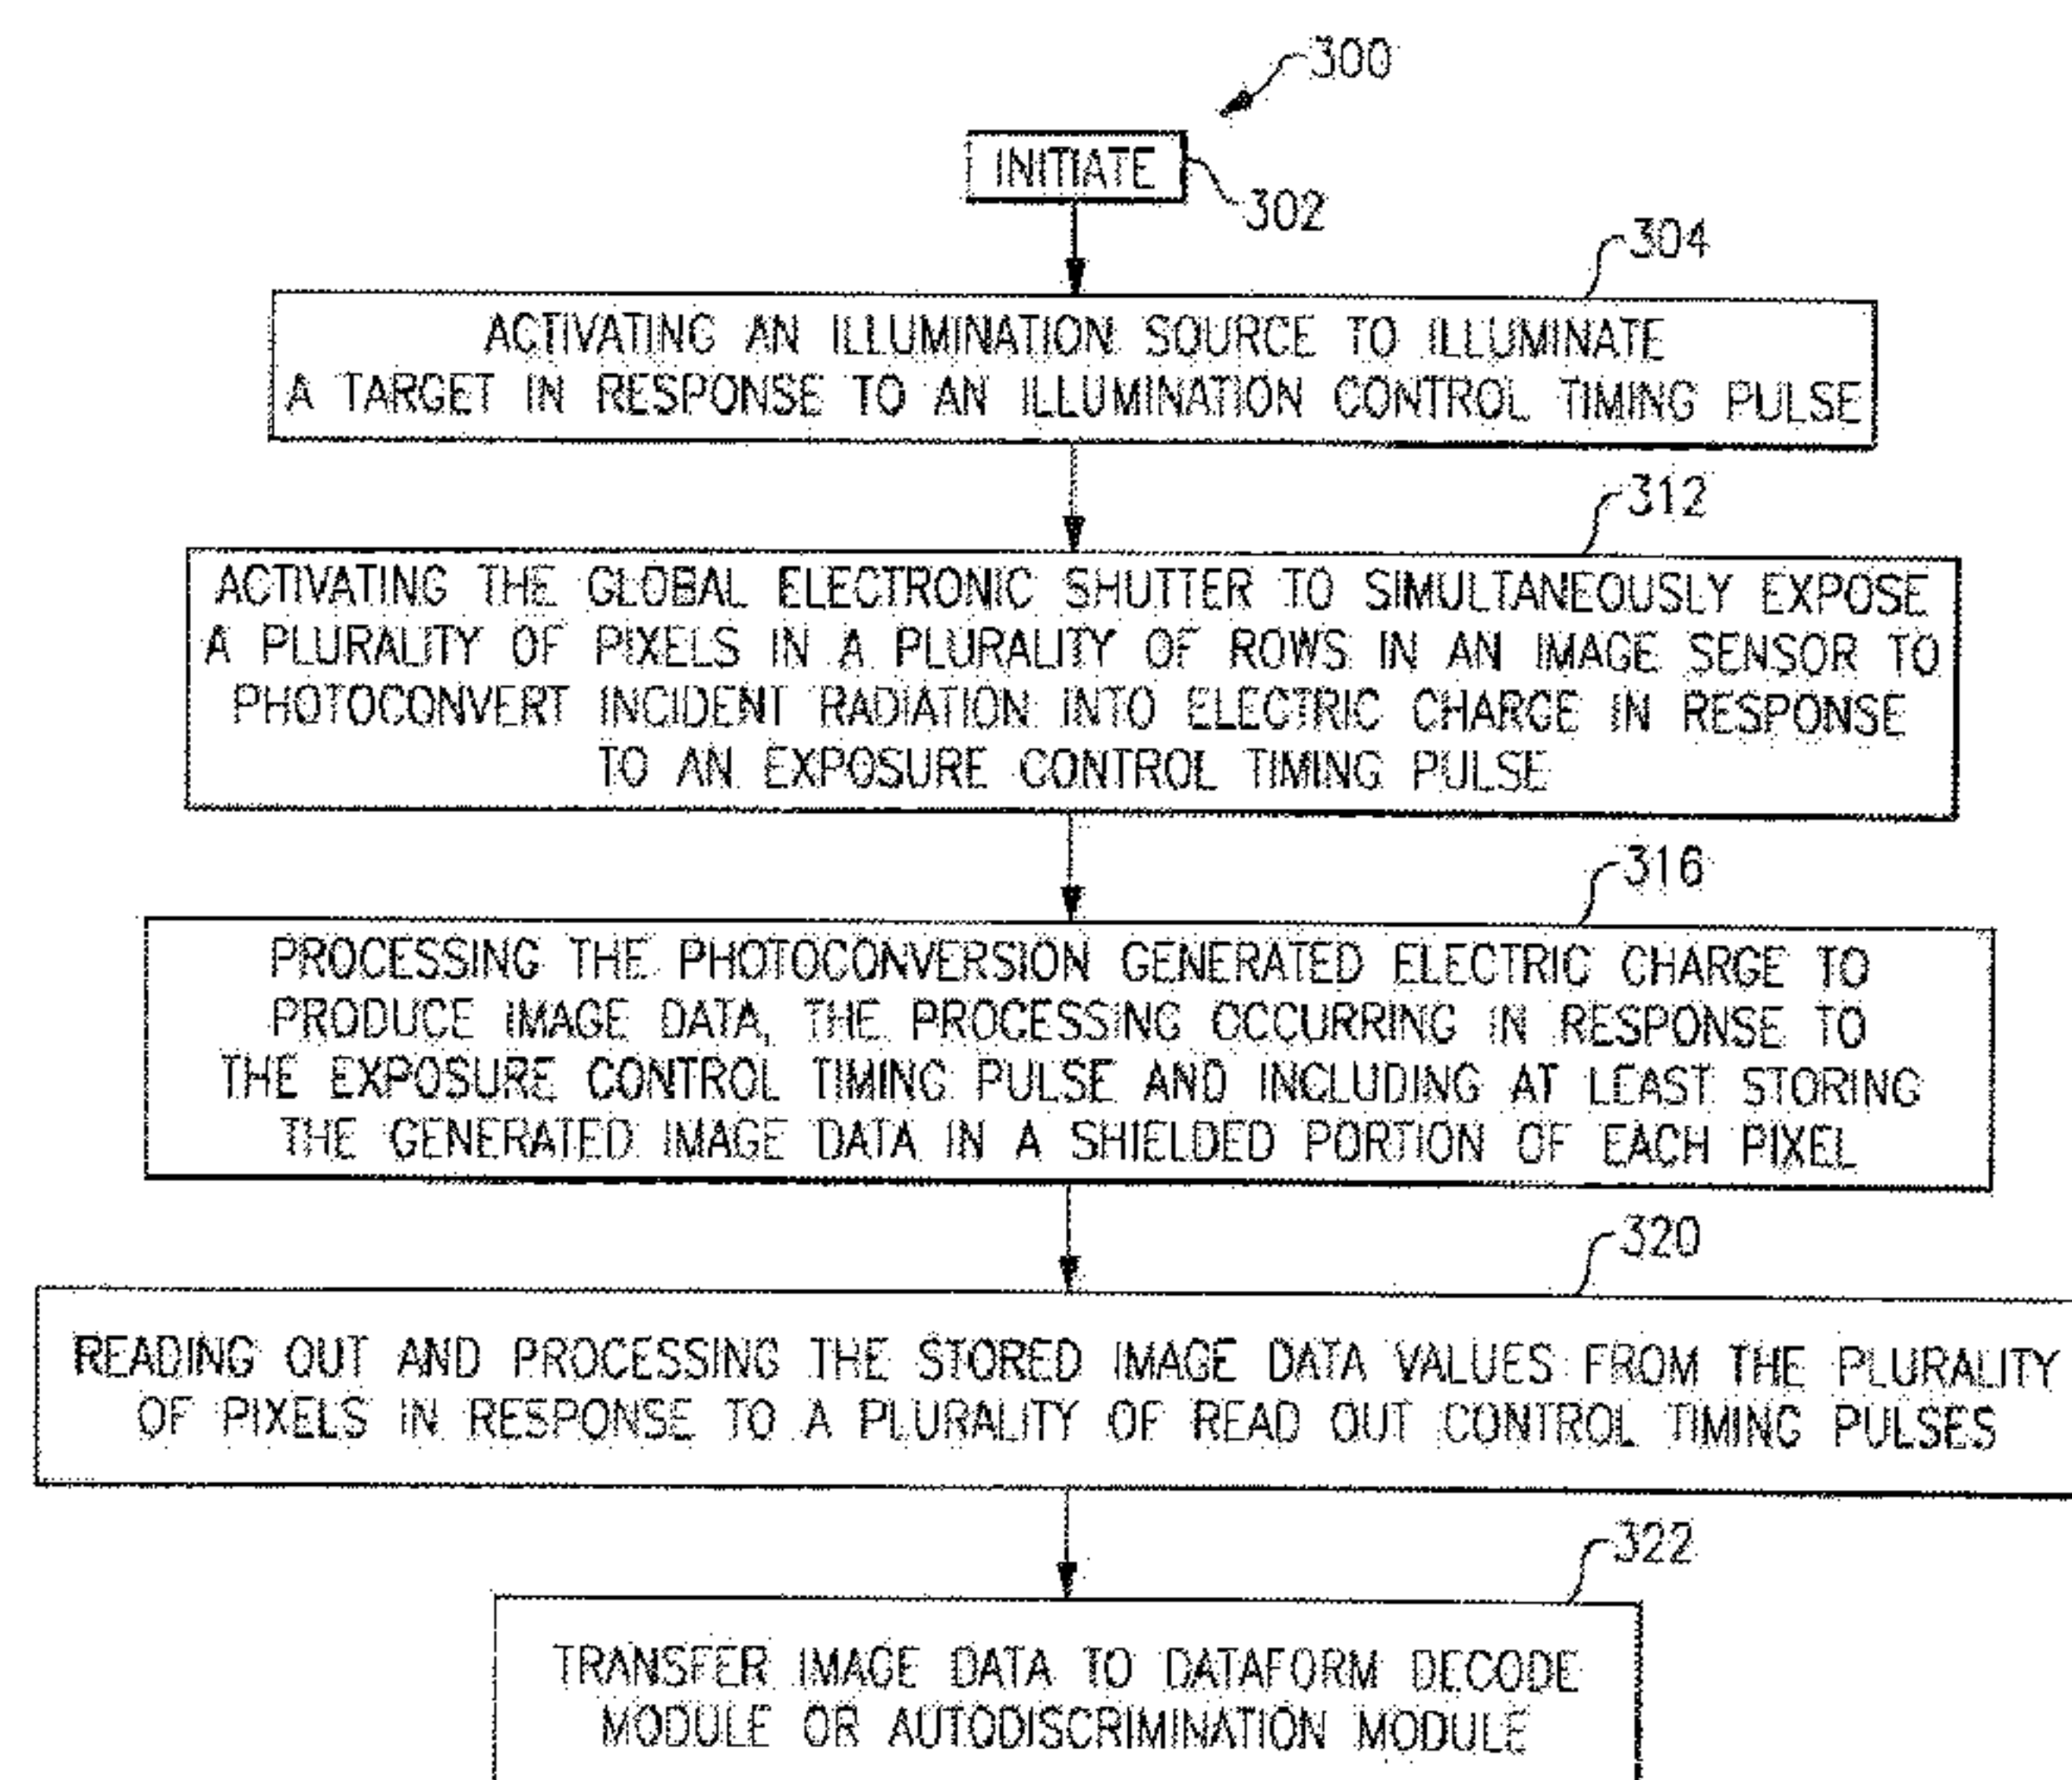 300
INITIATE
302
304
ACTIVATING AN ILLUMINATION SOURCE TO ILLUMINATE
A TARGET IN RESPONSE TO AN ILLUMINATION CONTROL TIMING PULSE
312
ACTIVATING THE GLOBAL ELECTRONIC SHUTTER TO SIMULTANEOUSLY EXPOSE
A PLURALITY OF PIXELS IN A PLURALITY OF ROWS IN AN IMAGE SENSOR TO
PHOTOCONVERT INCIDENT RADIATION INTO ELECTRIC CHARGE IN RESPONSE
TO AN EXPOSURE CONTROL TIMING PULSE
316
PROCESSING THE PHOTOCONVERSION GENERATED ELECTRIC CHARGE TO
PRODUCE IMAGE DATA, THE PROCESSING OCCURRING IN RESPONSE TO
THE EXPOSURE CONTROL TIMING PULSE AND INCLUDING AT LEAST STORING
THE GENERATED IMAGE DATA IN A SHIELDED PORTION OF EACH PIXEL
320
READING OUT AND PROCESSING THE STORED IMAGE DATA VALUES FROM THE PLURALITY
OF PIXELS IN RESPONSE TO A PLURALITY OF READ OUT CONTROL TIMING PULSES
322
TRANSFER IMAGE DATA TO DATAFORM DECODE
MODULE OR AUTODISCRIMINATION MODULE